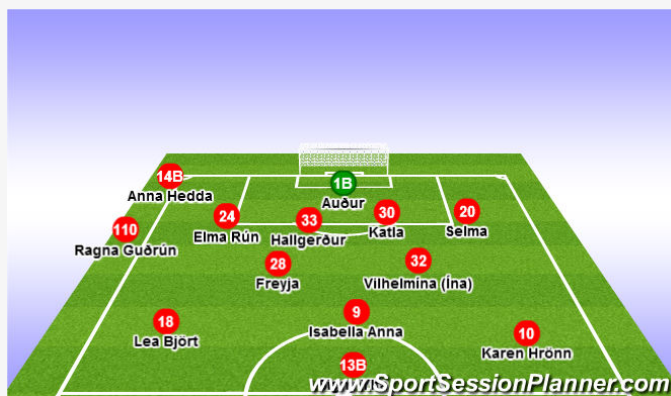 14B
Anna Hedda
1B
Auður
24
Elma Rún
33
Hallgerður
30
Katla
20
Selma
110
Ragna Guðrún
28
Freyja
32
Vilhelmína (Ína)
18
Lea Björt
9
Isabella Anna
10
Karen Hrönn
13B
www.SportSessionPlanner.com